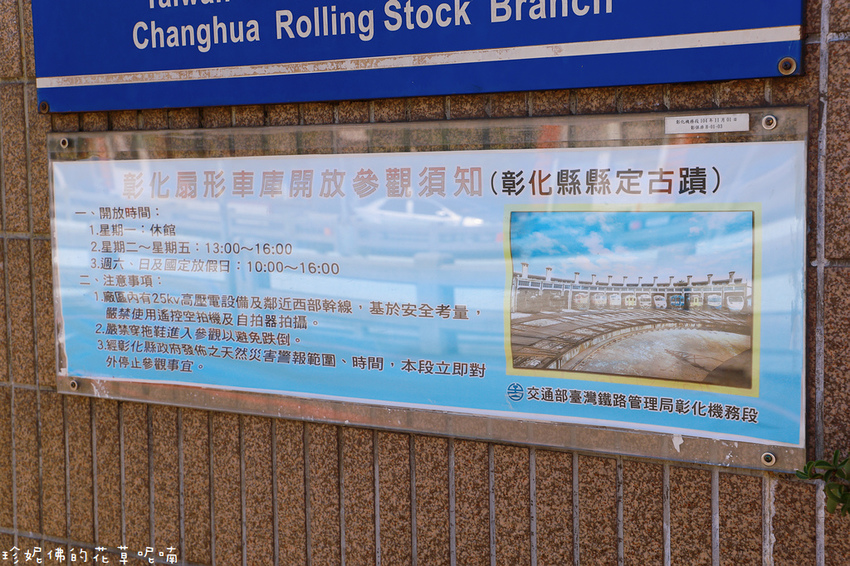 Taiwan
Changhua Rolling Stock Branch
彰化扇形車庫開放參觀須知(彰化縣縣定古蹟)
一、開放時間：
1.星期一：休館
2.星期二～星期五：13:00～16:00
3.週六、日及國定放假日：10:00～16:00
二、注意事項：
1.廠區內有25kv高壓電設備及鄰近西部幹線，基於安全考量，
嚴禁使用遙控空拍機及自拍器拍攝。
2.嚴禁穿拖鞋進入參觀以避免跌倒。
3.經彰化縣政府發佈之天然災害警報範圍、時間，本段立即對
外停止參觀事宜。
交通部臺灣鐵路管理局彰化機務段
珍妮佛的花草呢喃